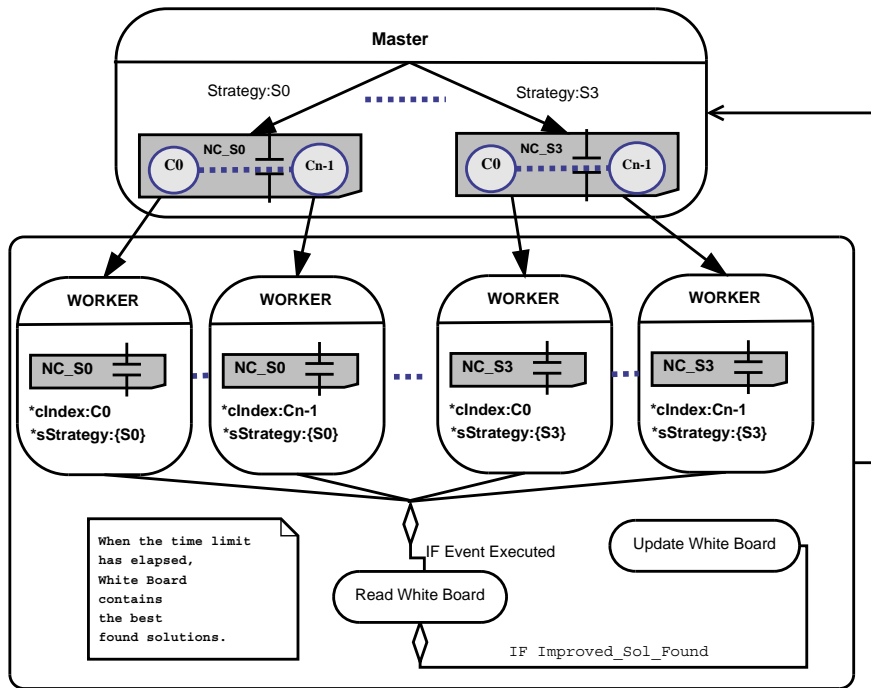 Master
Strategy:S0
Strategy:S3
NC_S0
NC_S3
C0
Cn-1
C0
Cn-1
WORKER
WORKER
WORKER
WORKER
NC_S0
NC_S0
NC_S3
NC_S3
*cIndex:C0
*sStrategy:{S0}
*cIndex:Cn-1
*sStrategy:{S0}
*cIndex:C0
*sStrategy:{S3}
*cIndex:Cn-1
*sStrategy:{S3}
When the time limit
has elapsed,
White Board
contains
the best
found solutions.
IF Event Executed
Update White Board
Read White Board
IF Improved_Sol_Found